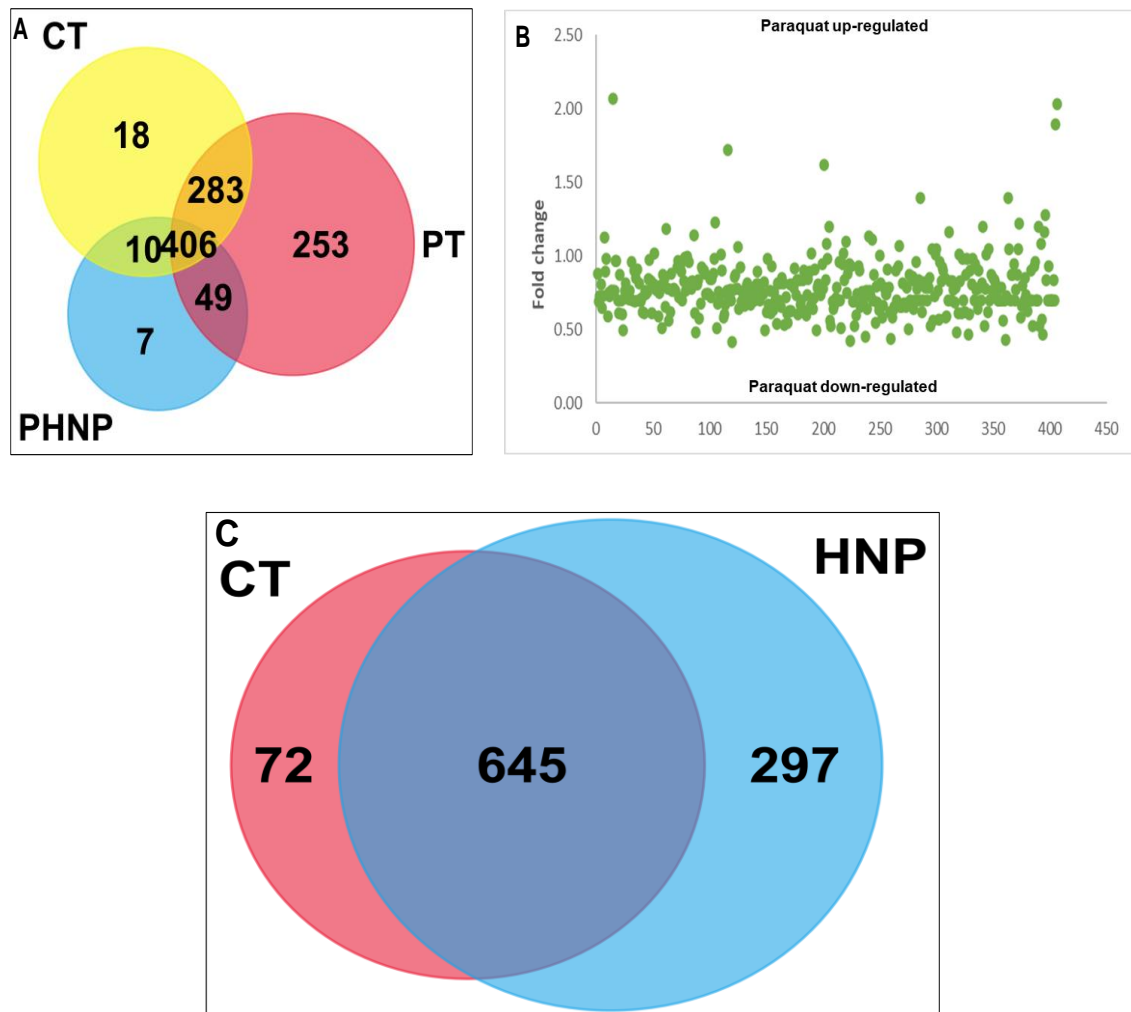 A
CT
18
283
10
406
253
PT
49
7
PHNP
B
Paraquat up-regulated
2.50
2.00
1.50
1.00
0.50
0.00
Fold change
Paraquat down-regulated
0 50 100 150 200 250 300 350 400 450
C
CT
HNP
72
645
297